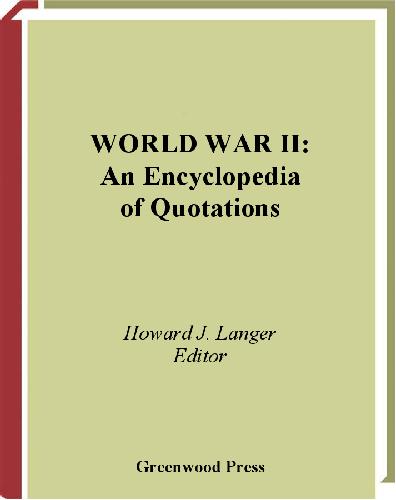 WORLD WAR II:
An Encyclopedia
of Quotations
Howard J. Langer
Editor
Greenwood Press